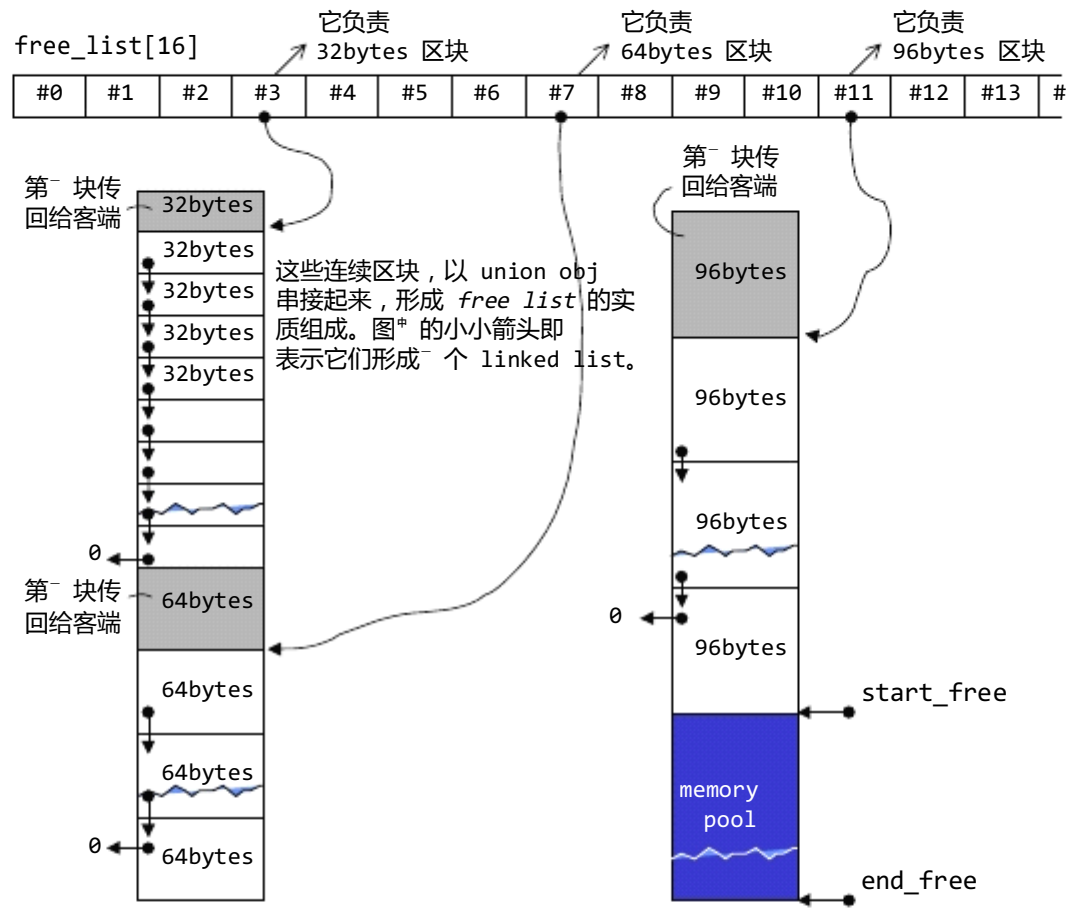 free_list[16]
它负责
32bytes 区块
它负责
64bytes 区块
它负责
96bytes 区块
#0 #1 #2 #3 #4 #5 #6 #7 #8 #9 #10 #11 #12 #13 #
第一 块传
回给客端
32bytes
32bytes
32bytes
32bytes
32bytes
0
这些连续区块，以 union obj
串接起来，形成 free list 的实
质组成。图中 的小小箭头即
表示它们形成一 个 linked list。
第一 块传
回给客端
64bytes
64bytes
64bytes
0
64bytes
第一 块传
回给客端
96bytes
96bytes
96bytes
0
96bytes
start_free
memory
pool
end_free